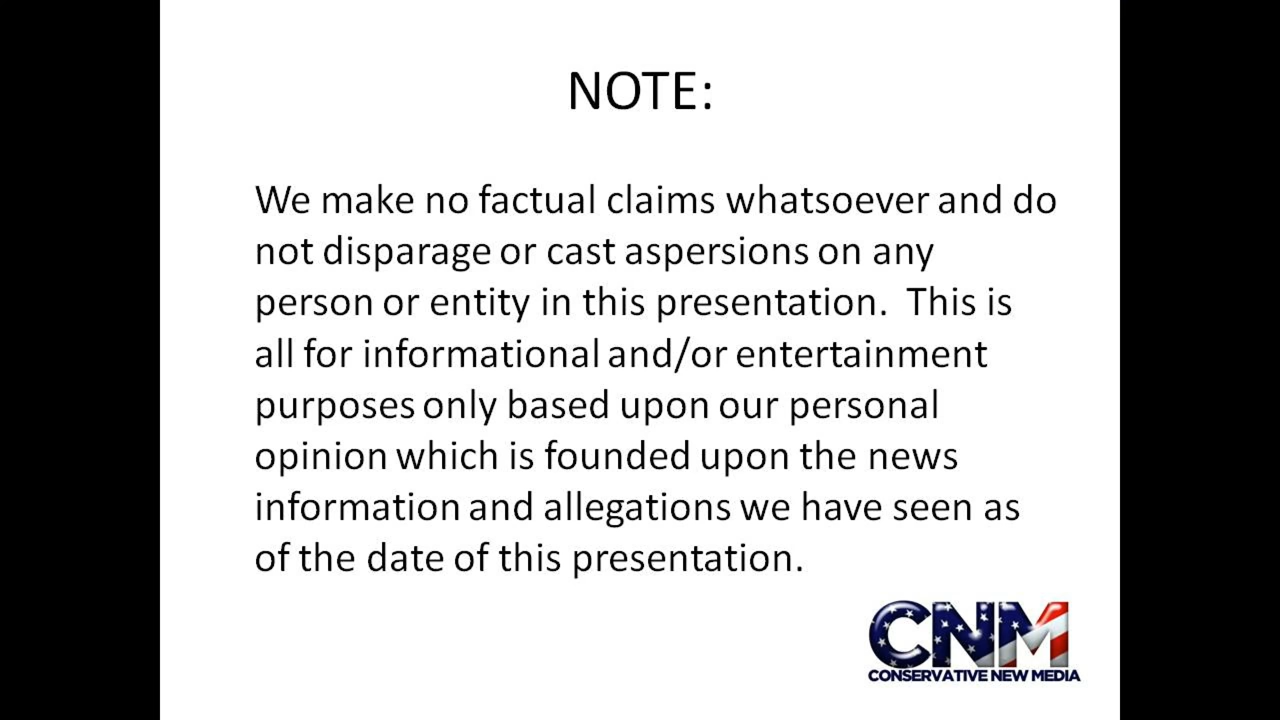 NOTE:
We make no factual claims whatsoever and do
not disparage or cast aspersions on any
person or entity in this presentation.  This is
all for informational and/or entertainment
purposes only based upon our personal
opinion which is founded upon the news
information and allegations we have seen as
of the date of this presentation.
CNM
CONSERVATIVE NEW MEDIA